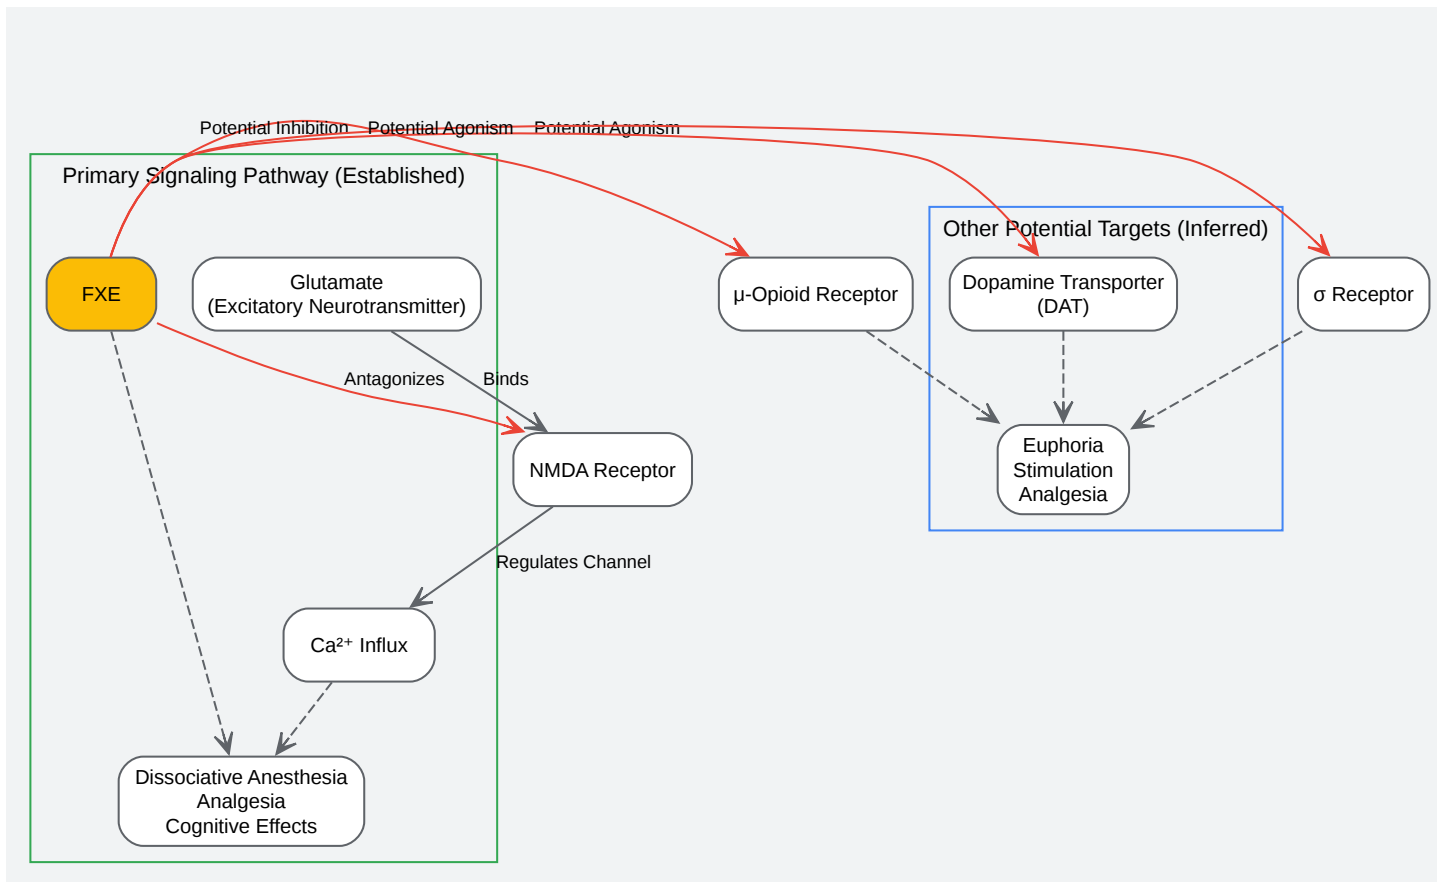 Potential Inhibition
Potential Agonism
Potential Agonism
Primary Signaling Pathway (Established)
Other Potential Targets (Inferred)
FXE
Glutamate
(Excitatory Neurotransmitter)
μ-Opioid Receptor
Dopamine Transporter
(DAT)
σ Receptor
Antagonizes
Binds
NMDA Receptor
Euphoria
Stimulation
Analgesia
Regulates Channel
Ca²⁺ Influx
Dissociative Anesthesia
Analgesia
Cognitive Effects